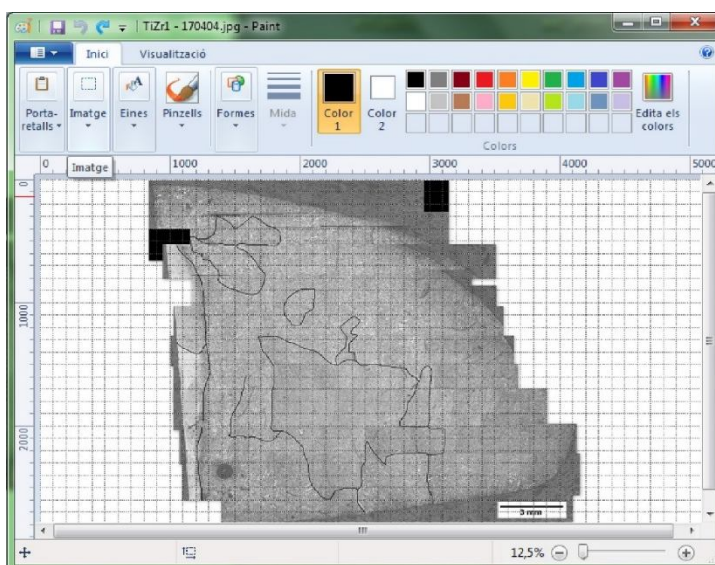 TiZr1 - 170404.jpg - Paint
Inici Visualització
Porta-
retalls
Imatge
Eines
Pinzells
Formes
Mida
Color
1
Color
2
Edita els
colors
Colors
0 1000 2000 3000 4000 5000
Imatge
0
1000
2000
5 mm
12,5%